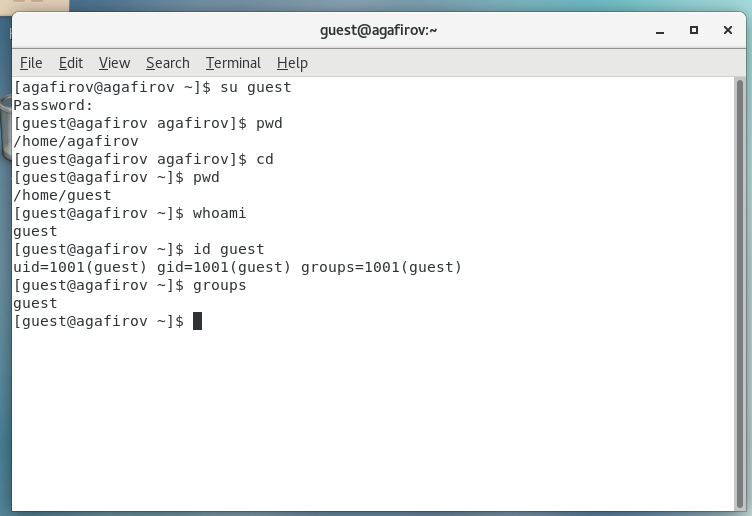 guest@agafirov:~
File Edit View Search Terminal Help
[agafirov@agafirov ~]$ su guest
Password:
[guest@agafirov agafirov]$ pwd
/home/agafirov
[guest@agafirov agafirov]$ cd
[guest@agafirov ~]$ pwd
/home/guest
[guest@agafirov ~]$ whoami
guest
[guest@agafirov ~]$ id guest
uid=1001(guest) gid=1001(guest) groups=1001(guest)
[guest@agafirov ~]$ groups
guest
[guest@agafirov ~]$